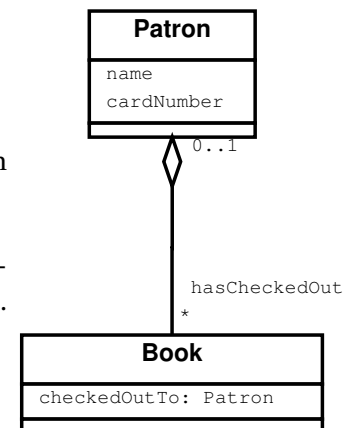 Patron
name
cardNumber
0..1
n
-
.
hasCheckedOut
*
Book
checkedOutTo: Patron